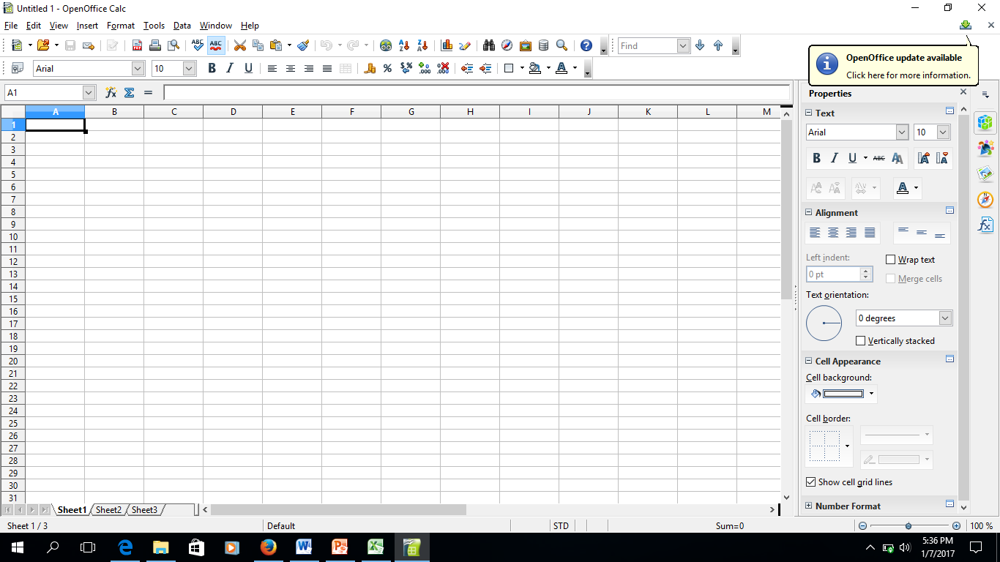 Untitled 1 - OpenOffice Calc
File Edit View Insert Format Tools Data Window Help
ABC ABC Find
Arial 10 B I U
OpenOffice update available
Click here for more information.
A1
Properties
A B C D E F G H I J K L M
1
2
3
4
5
6
7
8
9
10
11
12
13
14
15
16
17
18
19
20
21
22
23
24
25
26
27
28
29
30
31
Text
Arial 10
B I U ABC
Alignment
Left indent:
0 pt
Wrap text
Merge cells
Text orientation:
0 degrees
Vertically stacked
Cell Appearance
Cell background:
Cell border:
Show cell grid lines
Number Format
Sheet1 Sheet2 Sheet3
Sheet 1 / 3 Default STD Sum=0 100 %
5:36 PM
1/7/2017